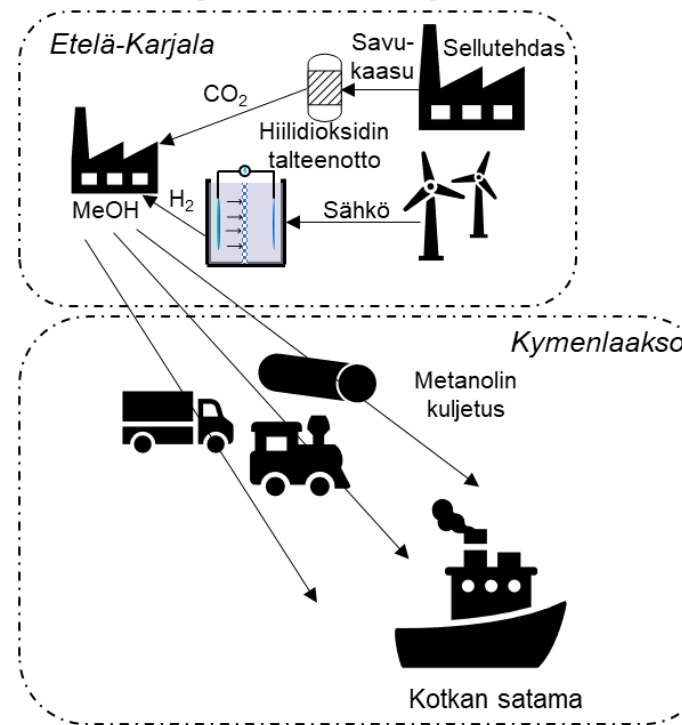 Etelä-Karjala
Savu-
kaasu
Sellutehdas
CO₂
Hiilidioksidin
talteenotto
MeOH
H₂
Sähkö
Kymenlaakso
Metanolin
kuljetus
Kotkan satama